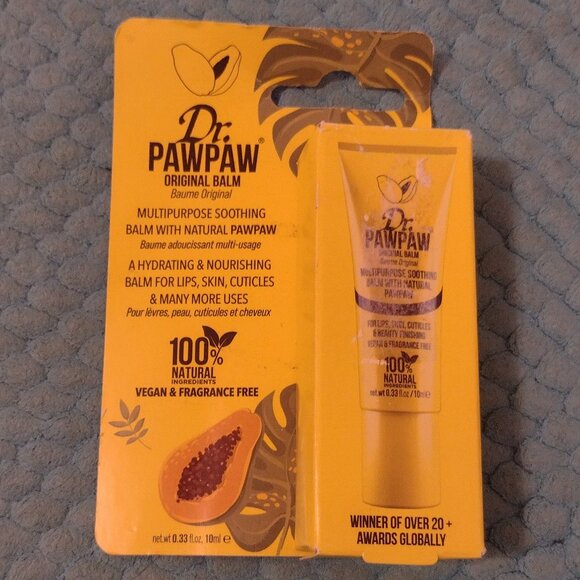 Dr.
PAWPAW®
ORIGINAL BALM
Baume Original
MULTIPURPOSE SOOTHING
BALM WITH NATURAL PAWPAW
Baume adoucissant multi-usage
A HYDRATING & NOURISHING
BALM FOR LIPS, SKIN, CUTICLES
& MANY MORE USES
Pour lèvres, peau, cuticules et cheveux
100%
NATURAL
INGREDIENTS
VEGAN & FRAGRANCE FREE
net.wt 0.33 fl.oz, 10ml e
Dr.
PAWPAW
ORIGINAL BALM
Baume Original
MULTIPURPOSE SOOTHING
BALM WITH NATURAL
PAWPAW
FOR LIPS, SKIN, CUTICLES
& BEAUTY FINISHING
VEGAN & FRAGRANCE FREE
100%
NATURAL
INGREDIENTS
net.wt 0.33 fl.oz / 10ml e
WINNER OF OVER 20 +
AWARDS GLOBALLY